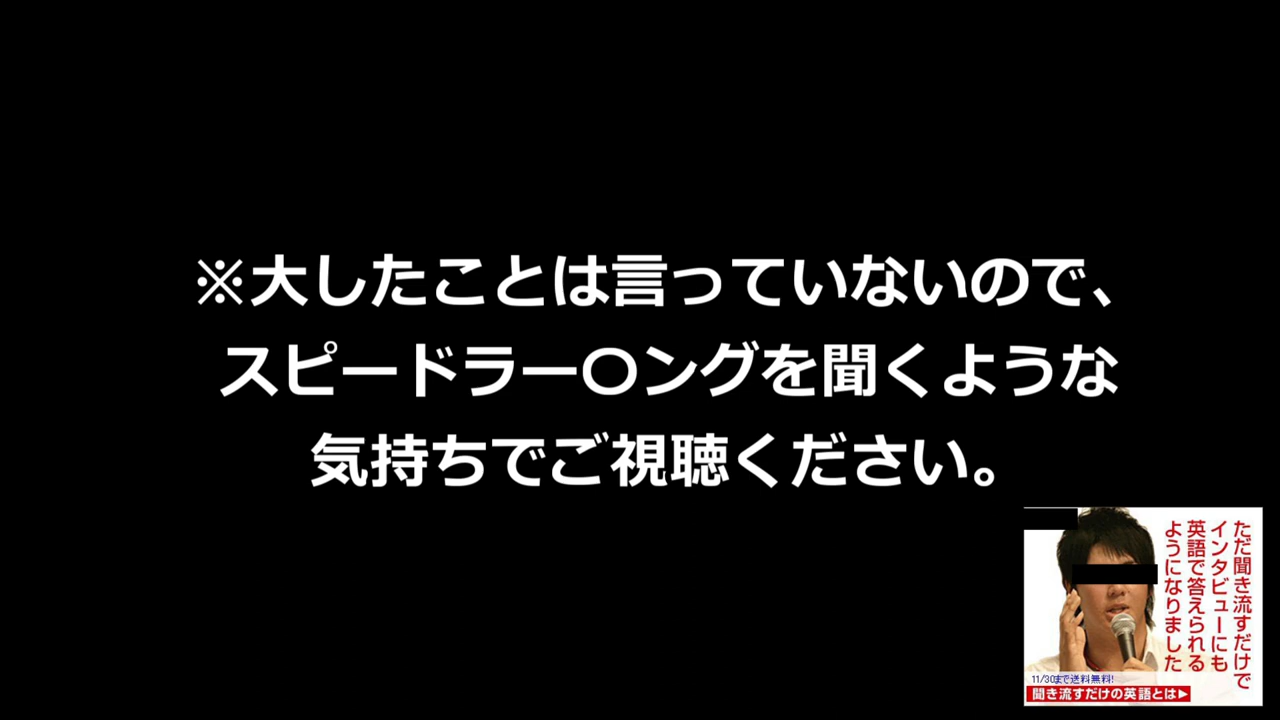 ※大したことは言っていないので、
スピードラー〇ングを聞くような
気持ちでご視聴ください。
ただ聞き流すだけで
インタビューにも
英語で答えられる
ようになりました
11/30まで送料無料!
聞き流すだけの英語とは▶